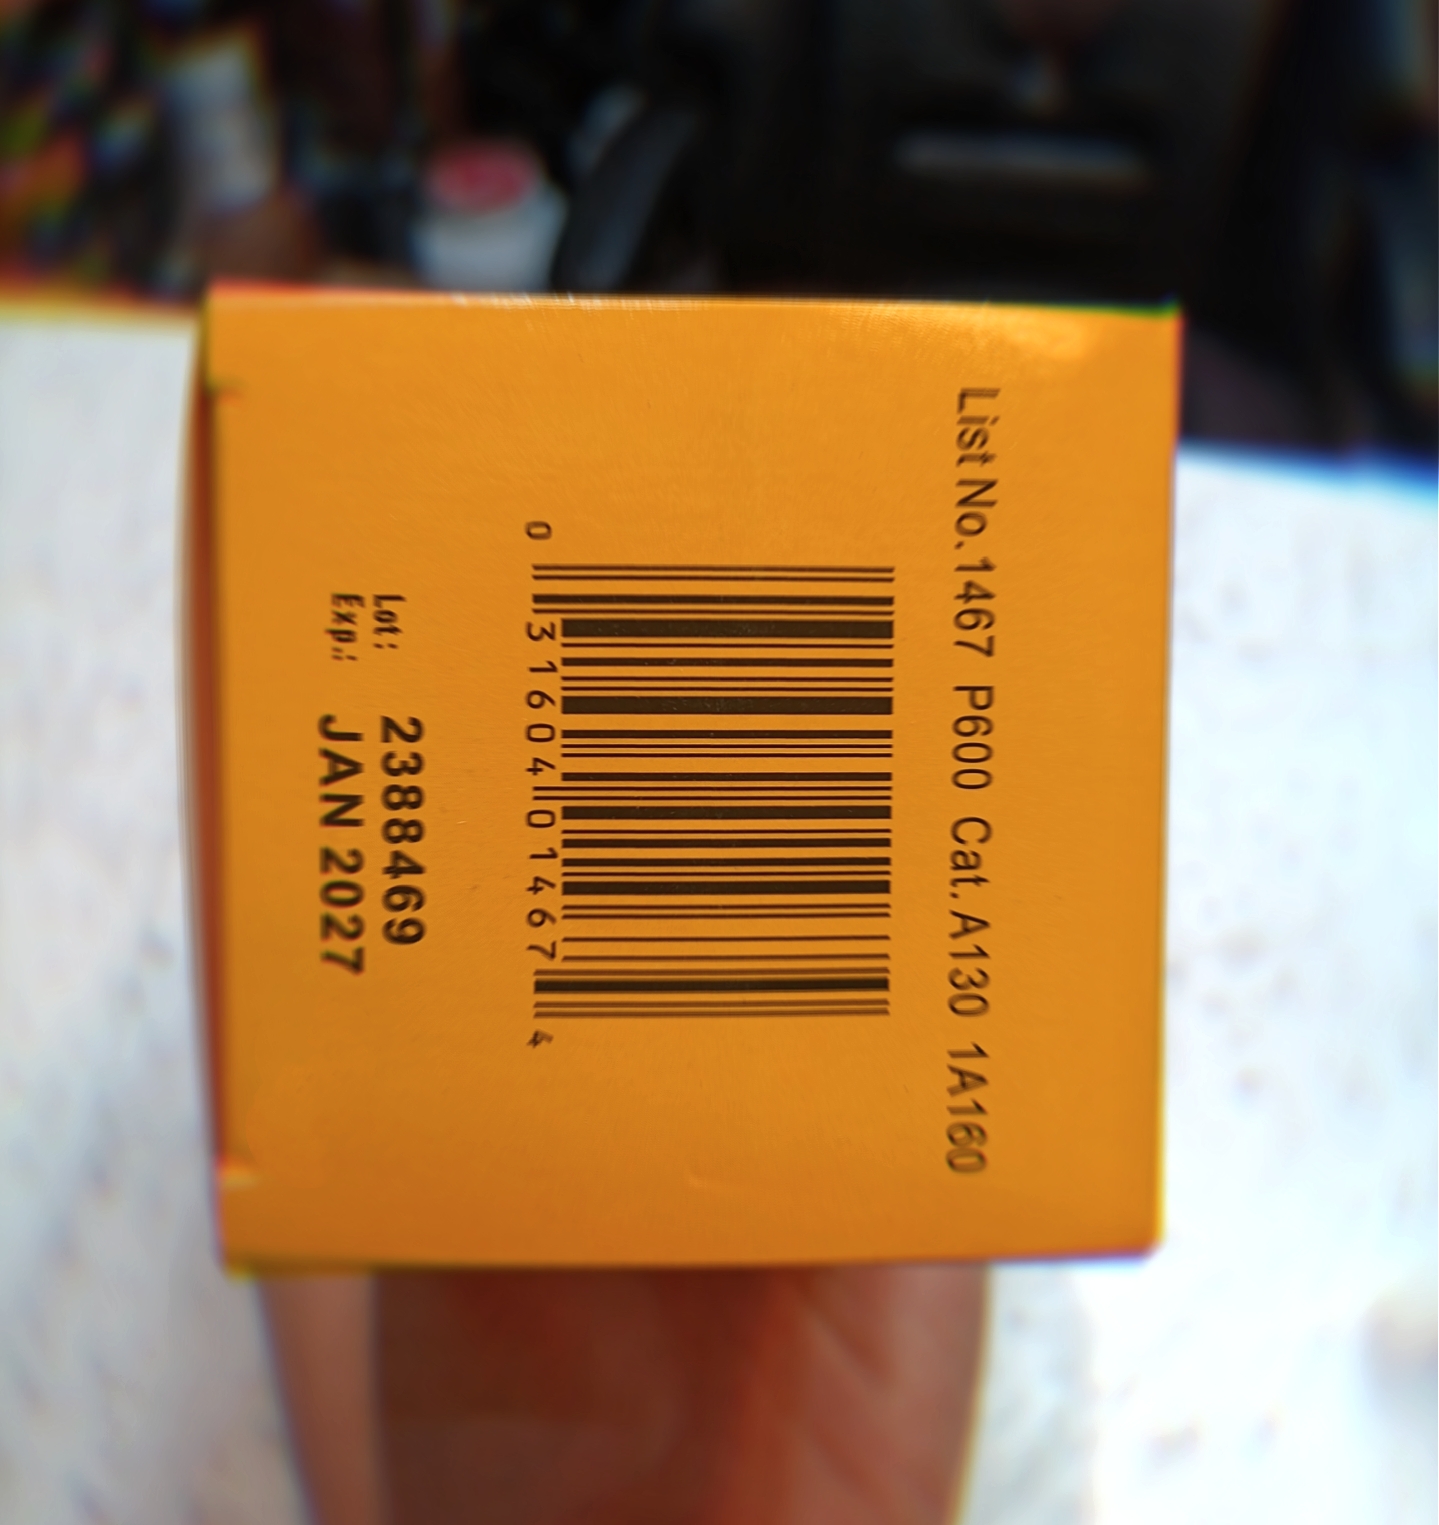 List No. 1467 P600 Cat. A130 1A160
0 31604 01467 4
Lot: 2388469
Exp.: JAN 2027